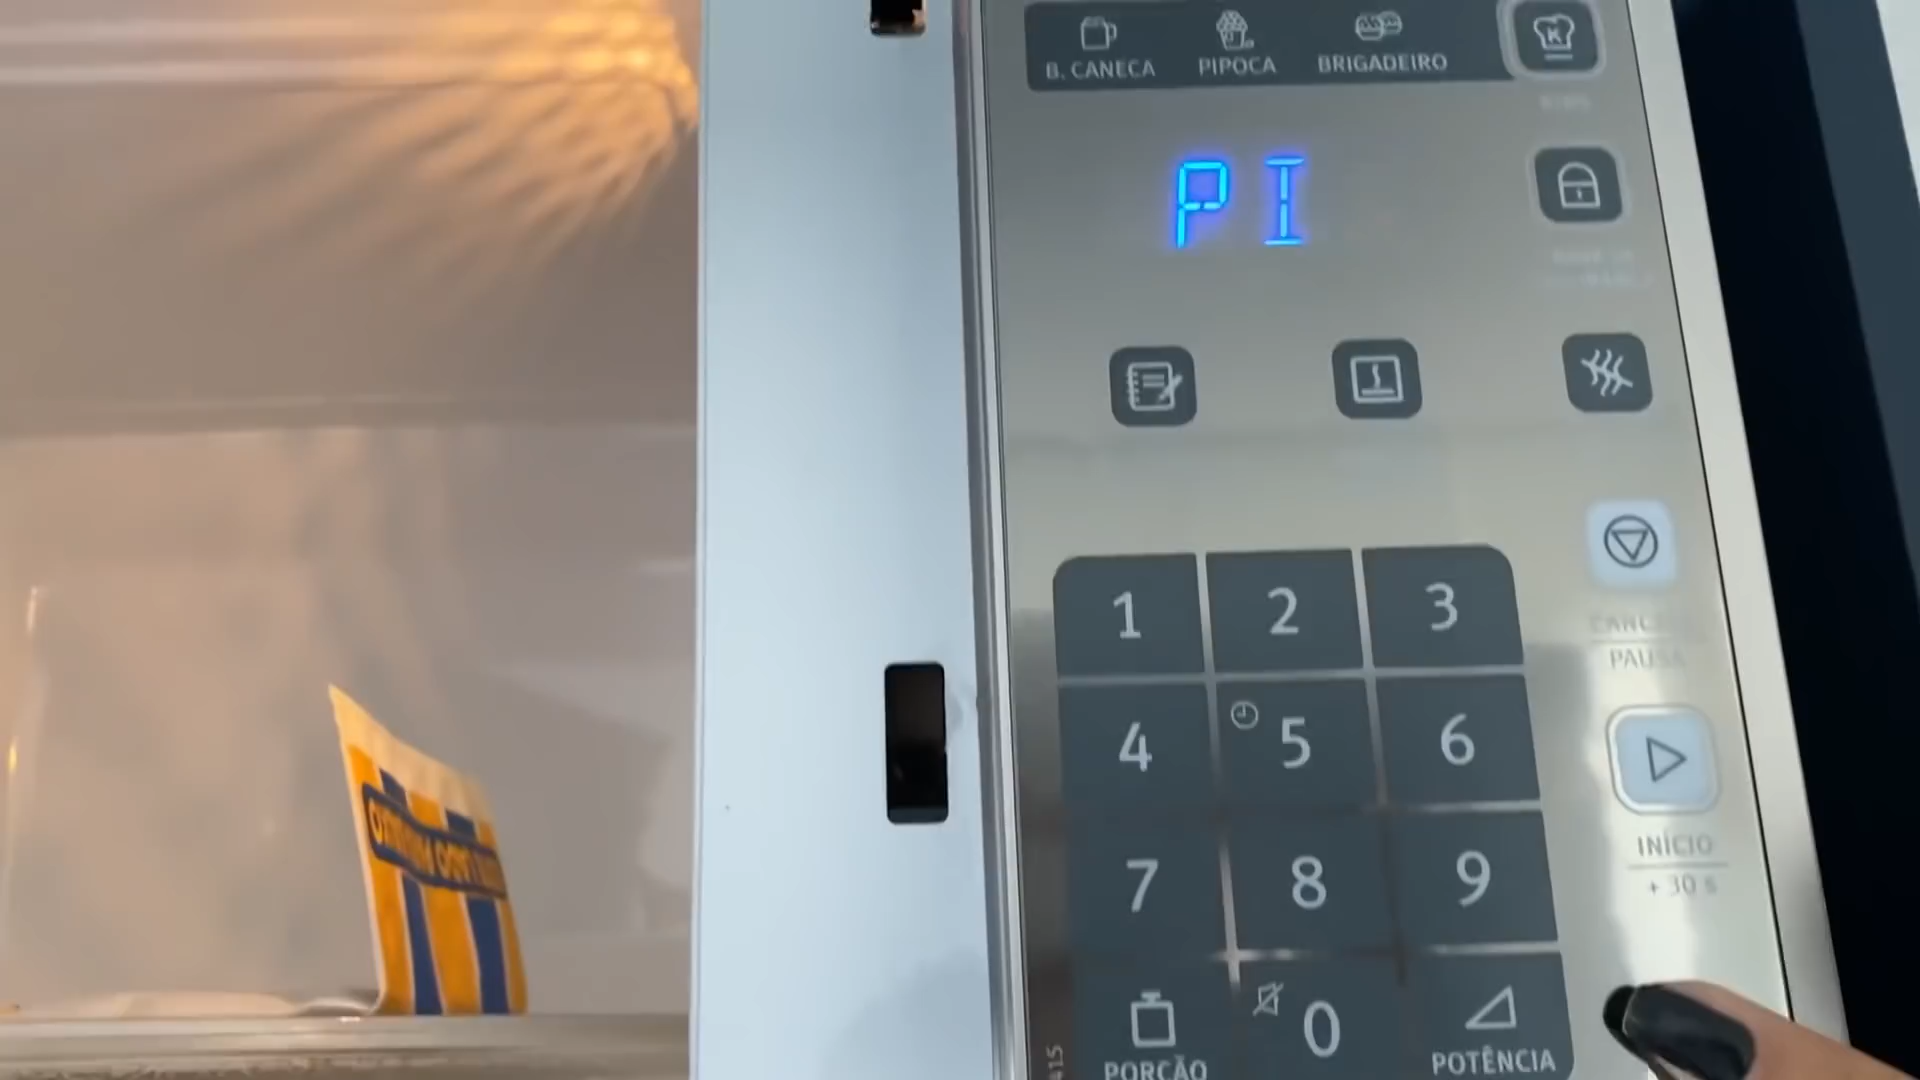 B. CANECA
PIPOCA
BRIGADEIRO
K
PI
1
2
3
4
5
6
7
8
9
PORÇÃO
0
POTÊNCIA
PAUSA
INÍCIO
+ 30 s
415